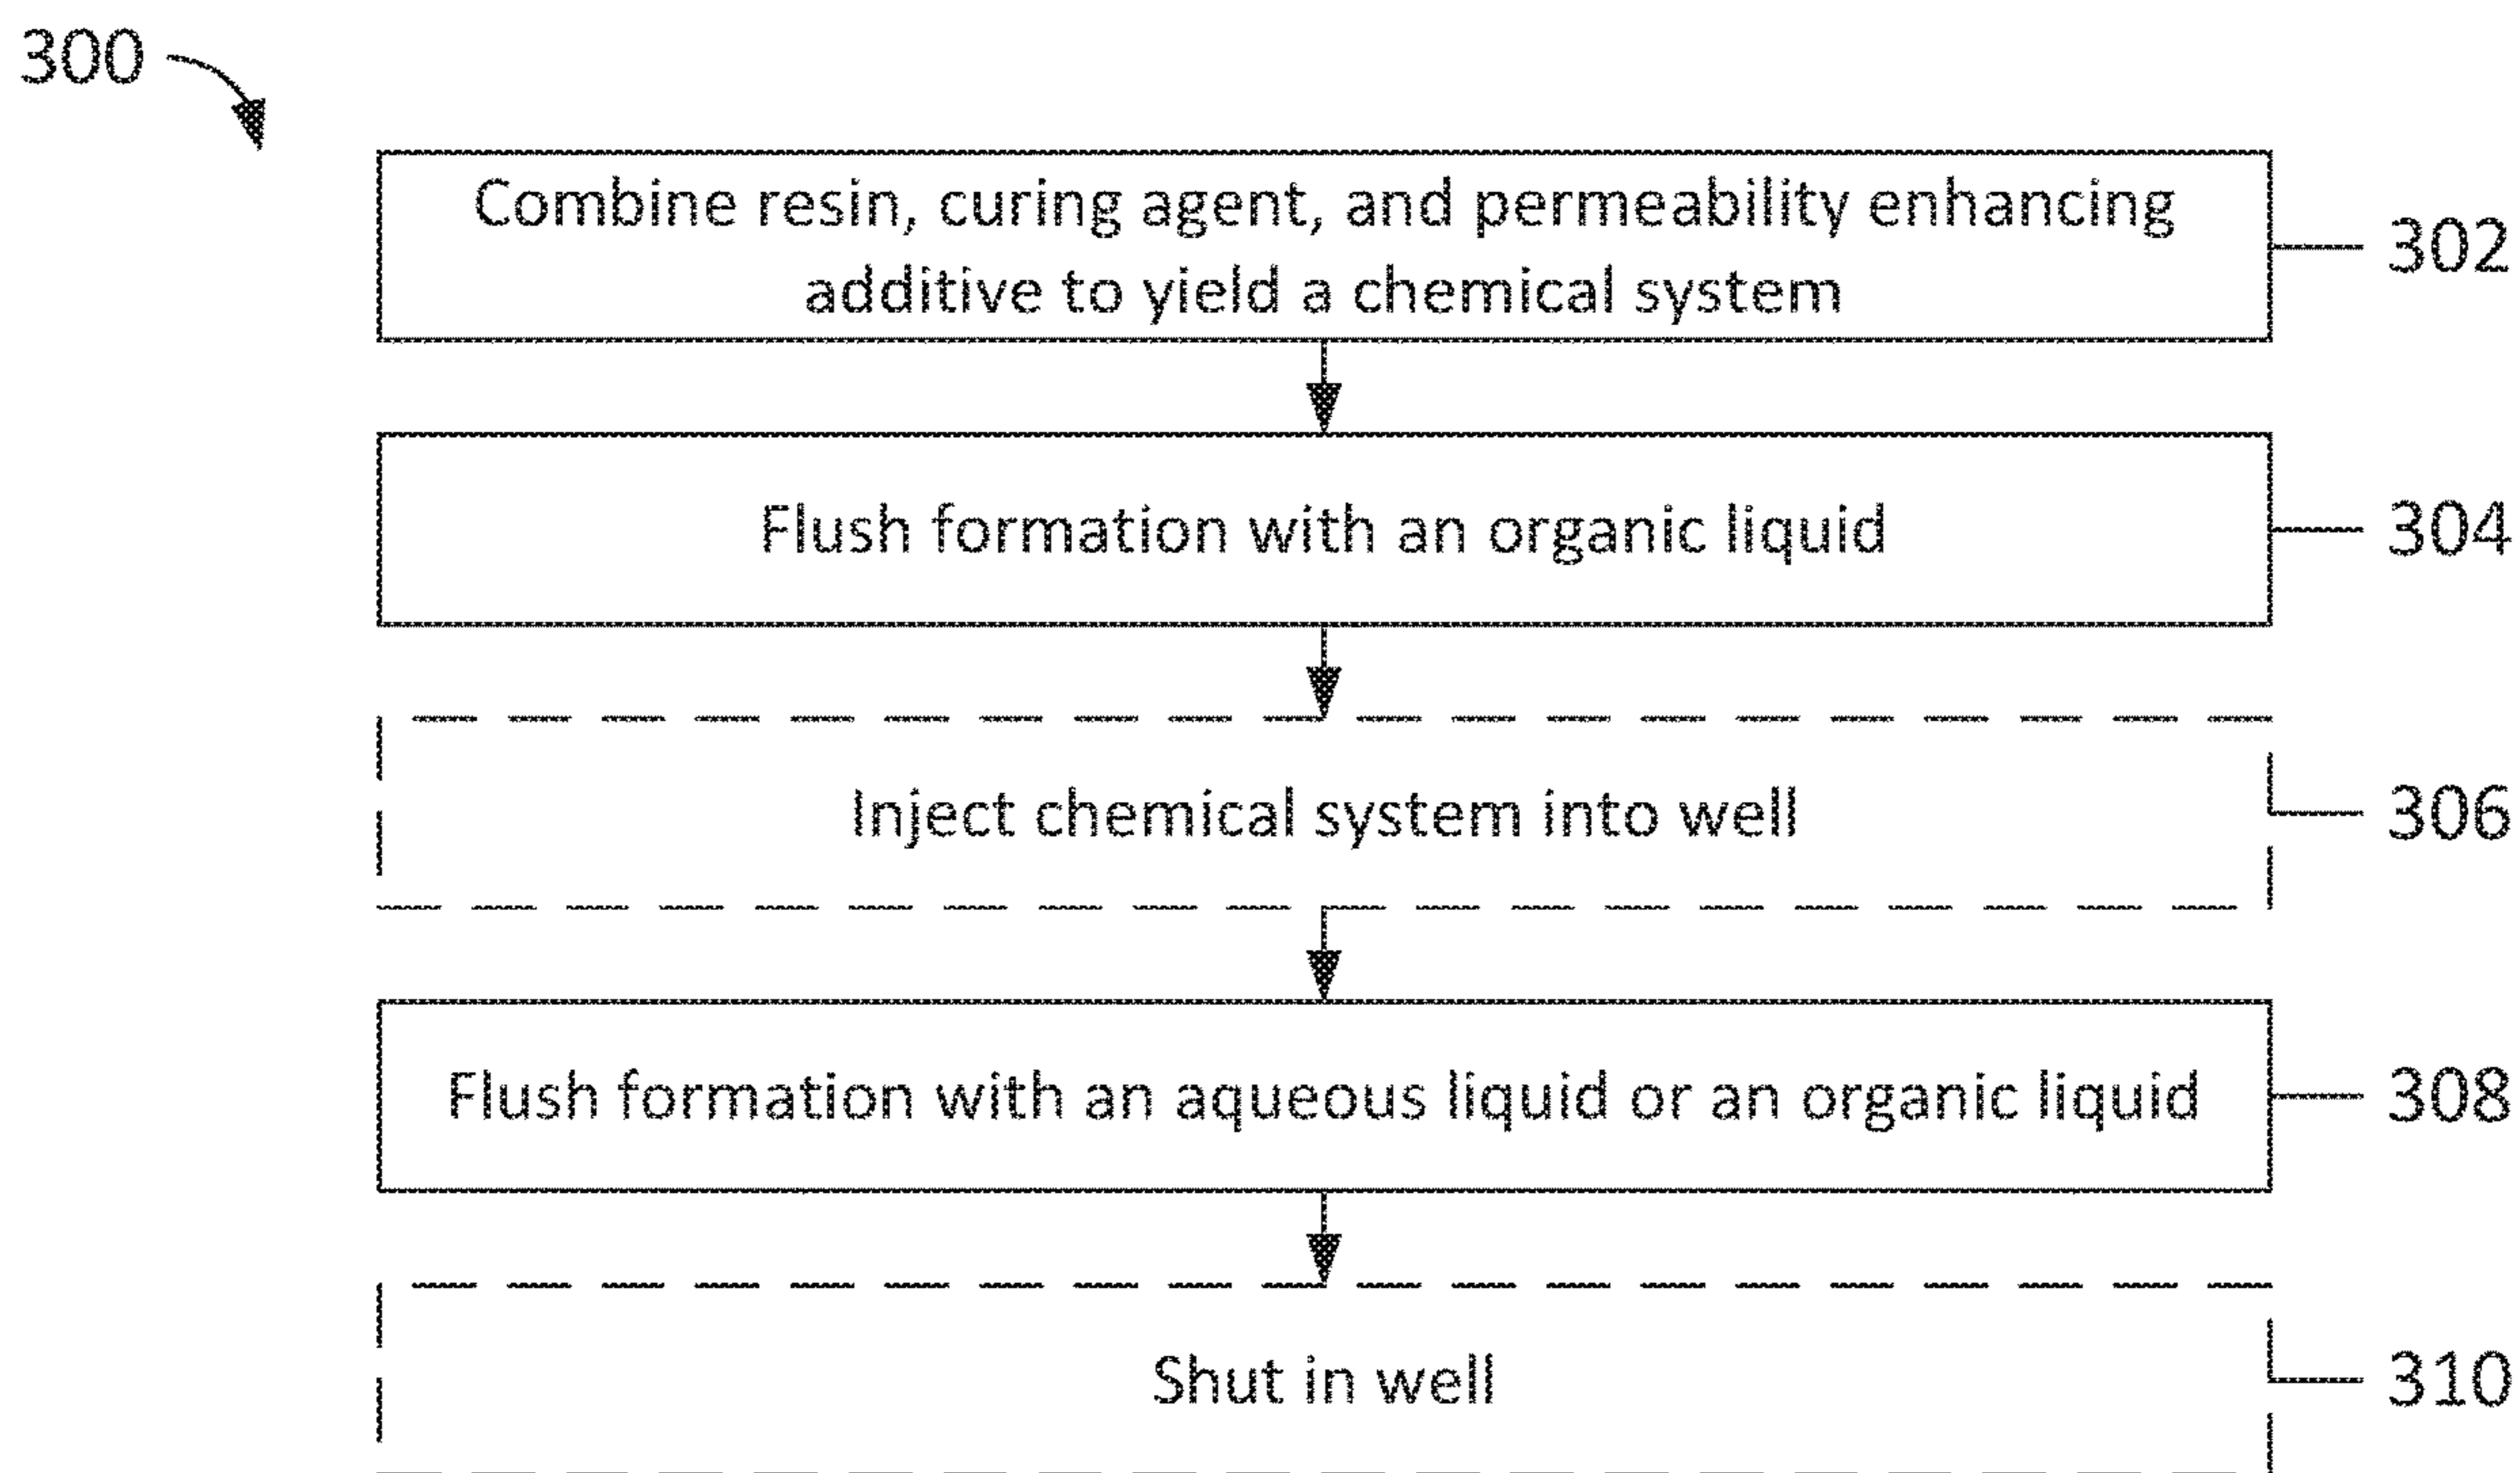 300
Combine resin, curing agent, and permeability enhancing
additive to yield a chemical system
302
Flush formation with an organic liquid
304
Inject chemical system into well
306
Flush formation with an aqueous liquid or an organic liquid
308
Shut in well
310